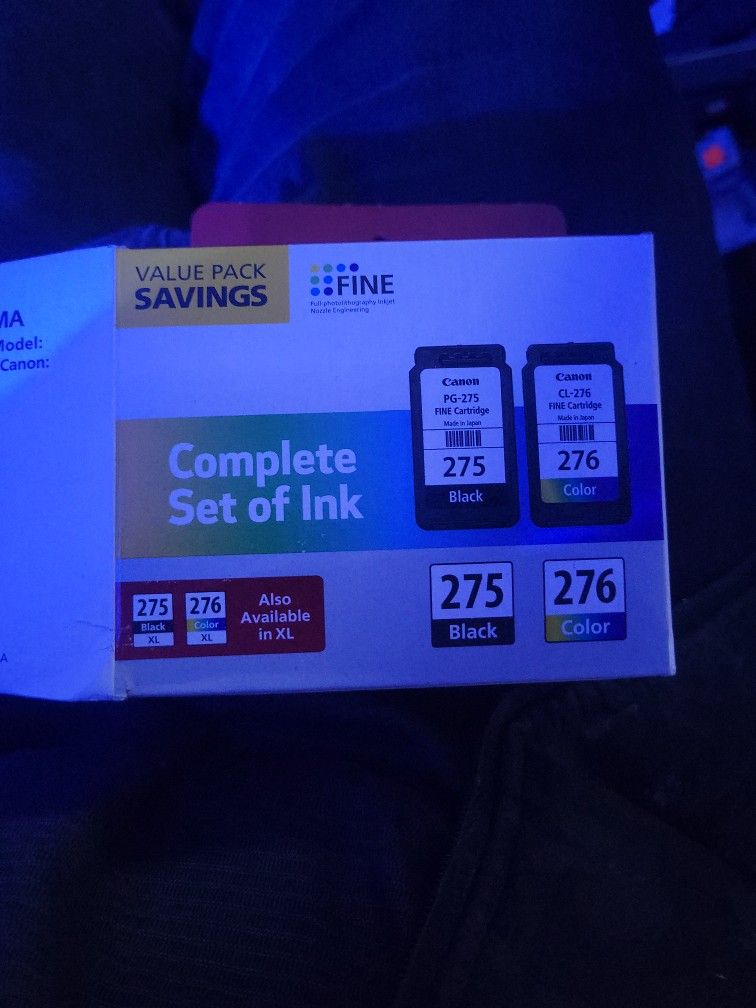 MA
Model:
Canon:
A
VALUE PACK
SAVINGS
FINE
Full-photolithography Inkjet
Nozzle Engineering
Canon
PG-275
FINE Cartridge
Made in Japan
275
Black
Canon
CL-276
FINE Cartridge
Made in Japan
276
Color
Complete
Set of Ink
275
Black
XL
276
Color
XL
Also
Available
in XL
275
Black
276
Color